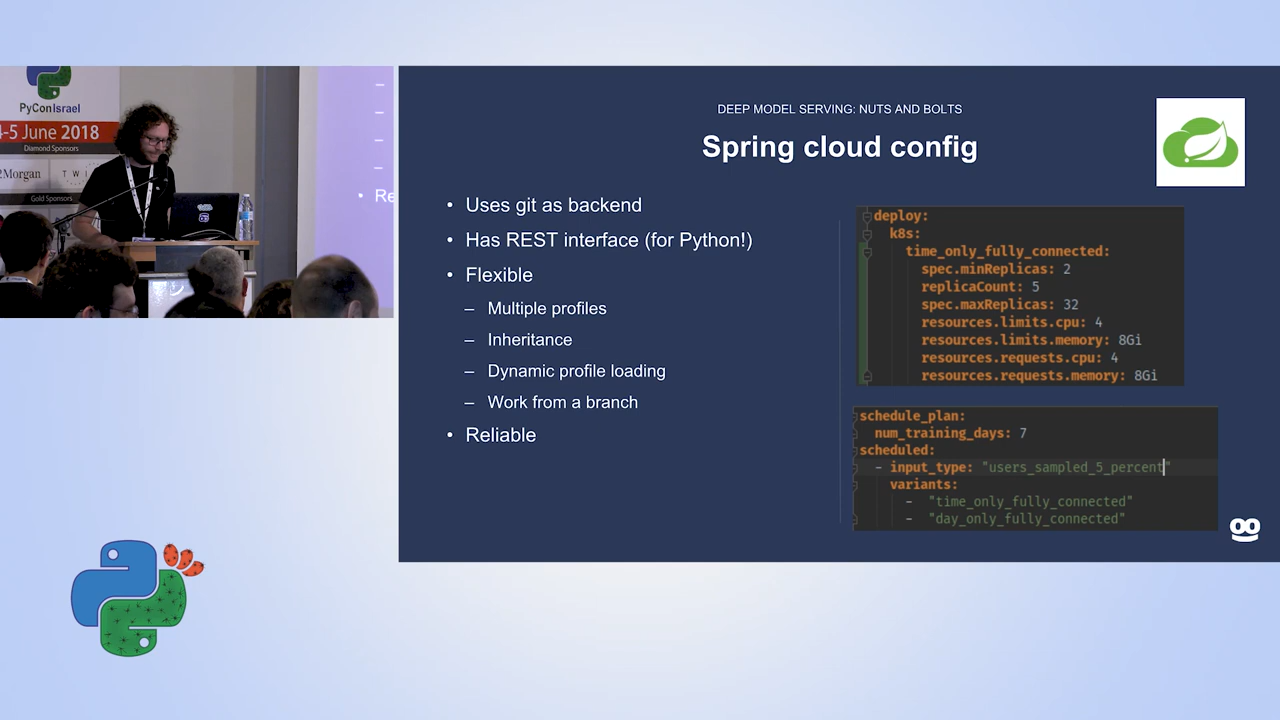 PyConIsrael
4-5 June 2018
Diamond Sponsors
Morgan
Gold Sponsors
Re
DEEP MODEL SERVING: NUTS AND BOLTS
Spring cloud config
• Uses git as backend
• Has REST interface (for Python!)
• Flexible
– Multiple profiles
– Inheritance
– Dynamic profile loading
– Work from a branch
• Reliable
deploy:
k8s:
time_only_fully_connected:
spec.minReplicas: 2
replicaCount: 5
spec.maxReplicas: 32
resources.limits.cpu: 4
resources.limits.memory: 8Gi
resources.requests.cpu: 4
resources.requests.memory: 8Gi
schedule_plan:
num_training_days: 7
scheduled:
- input_type: "users_sampled_5_percent"
variants:
- "time_only_fully_connected"
- "day_only_fully_connected"